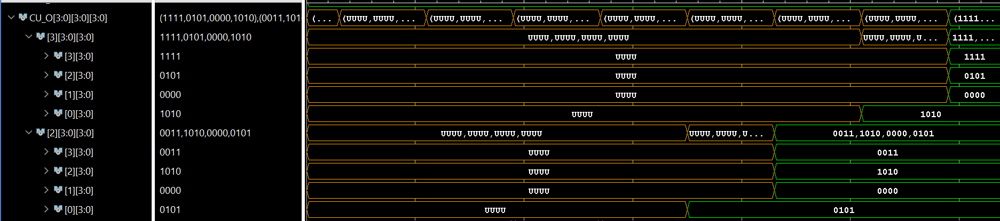 CU_O[3:0][3:0][3:0] (1111,0101,0000,1010),(0011,101 (... (UUUU,UUUU,... (UUUU,UUUU,... (UUUU,UUUU,... (UUUU,UUUU,... (UUUU,UUUU,... (UUUU,UUUU,... (UUUU,UUUU,... (1111...
[3][3:0][3:0] 1111,0101,0000,1010 UUUU,UUUU,UUUU,UUUU UUUU,UUUU,U... 1111,...
[3][3:0] 1111 UUUU 1111
[2][3:0] 0101 UUUU 0101
[1][3:0] 0000 UUUU 0000
[0][3:0] 1010 UUUU 1010
[2][3:0][3:0] 0011,1010,0000,0101 UUUU,UUUU,UUUU,UUUU UUUU,UUUU,U... 0011,1010,0000,0101
[3][3:0] 0011 UUUU 0011
[2][3:0] 1010 UUUU 1010
[1][3:0] 0000 UUUU 0000
[0][3:0] 0101 UUUU 0101